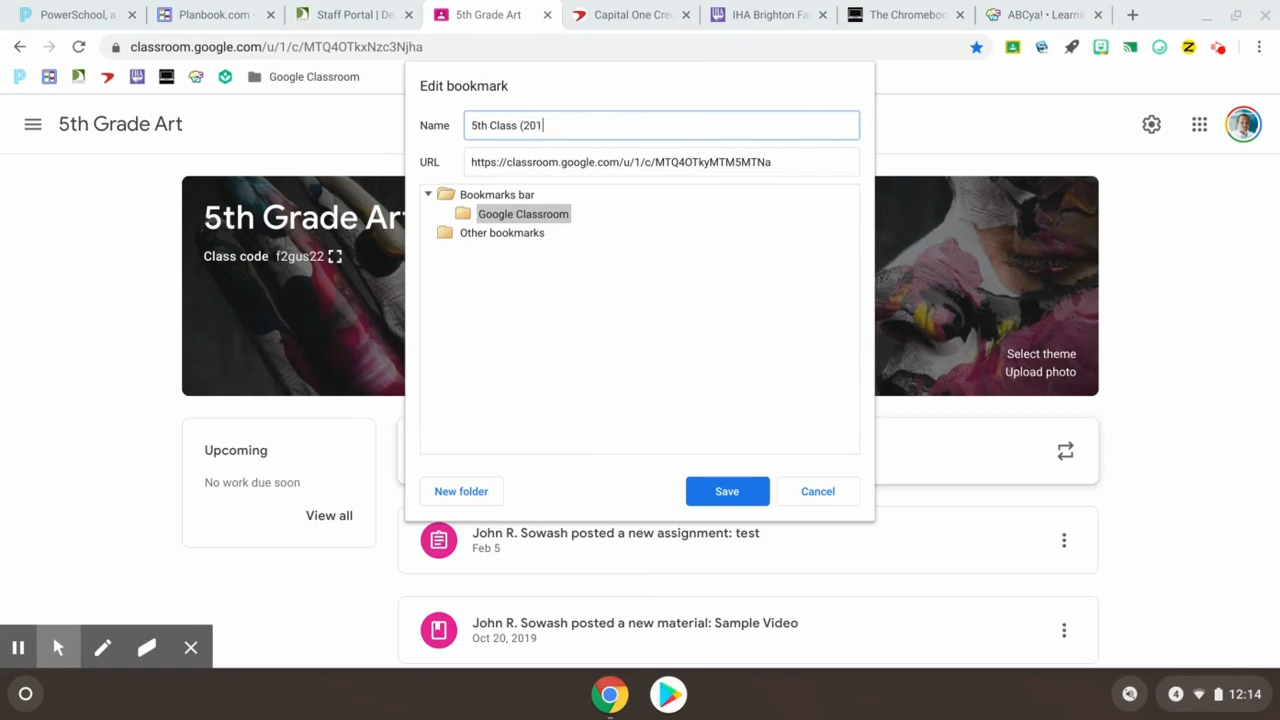 PowerSchool, a
Planbook.com -
Staff Portal | De
5th Grade Art
Capital One Cre
IHA Brighton Fa
The Chromeboo
ABCya! • Learni
classroom.google.com/u/1/c/MTQ4OTkxNzc3Njha
Google Classroom
5th Grade Art
Edit bookmark
Name
5th Class (201
URL
https://classroom.google.com/u/1/c/MTQ4OTkyMTM5MTNa
Bookmarks bar
Google Classroom
Other bookmarks
New folder
Save
Cancel
5th Grade Art
Class code f2gus22
Select theme
Upload photo
Upcoming
No work due soon
View all
John R. Sowash posted a new assignment: test
Feb 5
John R. Sowash posted a new material: Sample Video
Oct 20, 2019
4
12:14